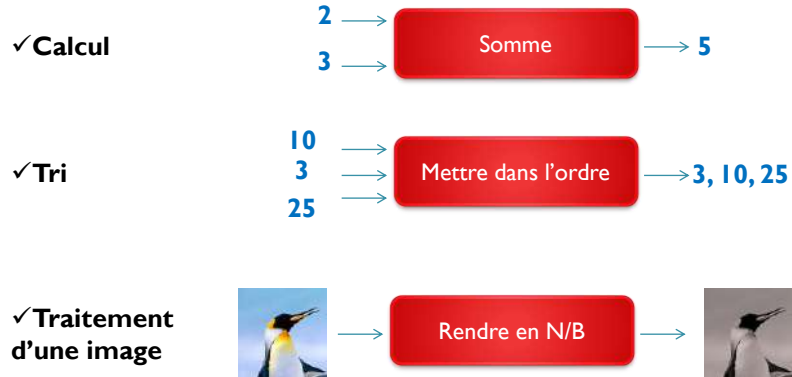 2
✓Calcul
Somme
5
3
10
✓Tri
3
Mettre dans l'ordre
3, 10, 25
25
✓Traitement
d'une image
Rendre en N/B